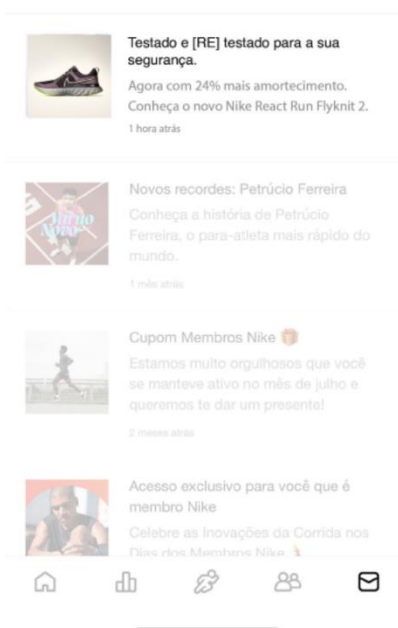 Testado e [RE] testado para a sua
segurança.
Agora com 24% mais amortecimento.
Conheça o novo Nike React Run Flyknit 2.
1 hora atrás
Novos recordes: Petrúcio Ferreira
Conheça a história de Petrúcio
Ferreira, o para-atleta mais rápido do
mundo.
1 mês atrás
Cupom Membros Nike 🎁
Estamos muito orgulhosos que você
se manteve ativo no mês de julho e
queremos te dar um presente!
2 meses atrás
Acesso exclusivo para você que é
membro Nike
Celebre as Inovações da Corrida nos
Dias dos Membros Nike